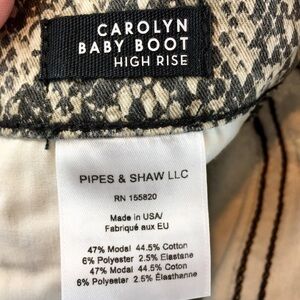 CAROLYN
BABY BOOT
HIGH RISE
PIPES & SHAW LLC
RN 155820
Made in USA/
Fabriqué aux EU
47% Modal 44.5% Cotton
6% Polyester 2.5% Elastane
47% Modal 44.5% Coton
6% Polyester 2.5% Élasthanne